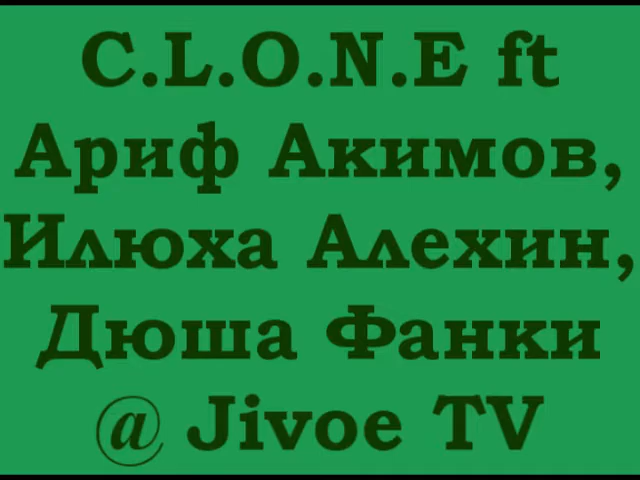 C.L.O.N.E ft
Ариф Акимов,
Илюха Алехин,
Дюша Фанки
@ Jivoe TV